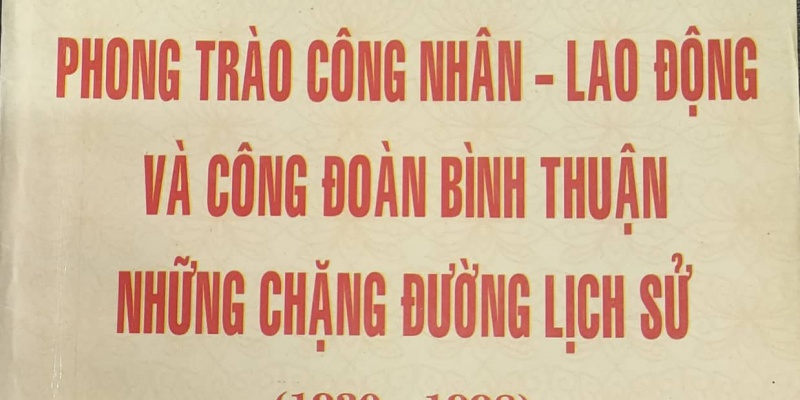 PHONG TRÀO CÔNG NHÂN – LAO ĐỘNG
VÀ CÔNG ĐOÀN BÌNH THUẬN
NHỮNG CHẶNG ĐƯỜNG LỊCH SỬ